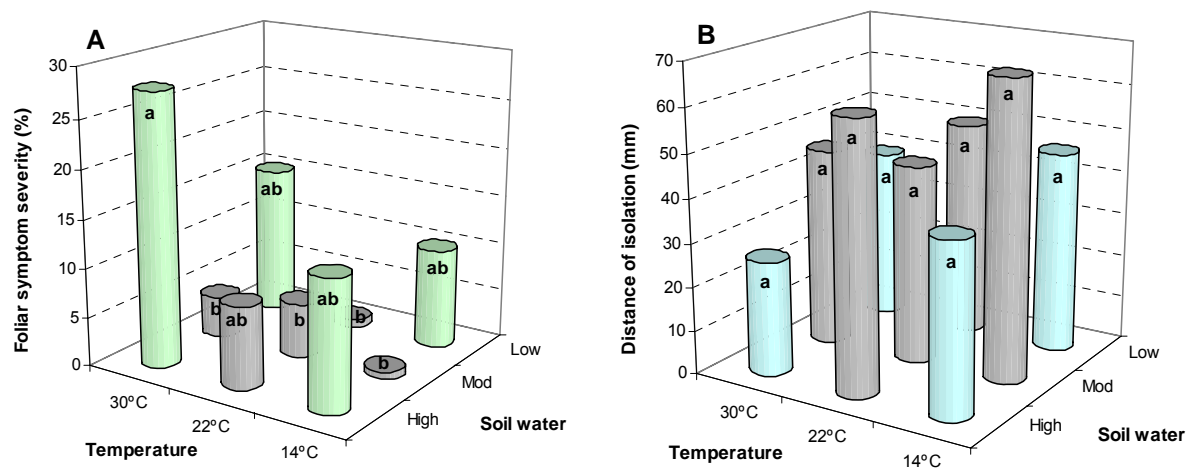 A
Foliar symptom severity (%)
30
25
20
15
10
5
0
a
ab
ab
b
ab
b
ab
b
b
30ºC
22ºC
14ºC
Temperature
High
Mod
Low
Soil water
B
Distance of isolation (mm)
70
60
50
40
30
20
10
0
a
a
a
a
a
a
a
a
a
30ºC
22ºC
14ºC
Temperature
High
Mod
Low
Soil water